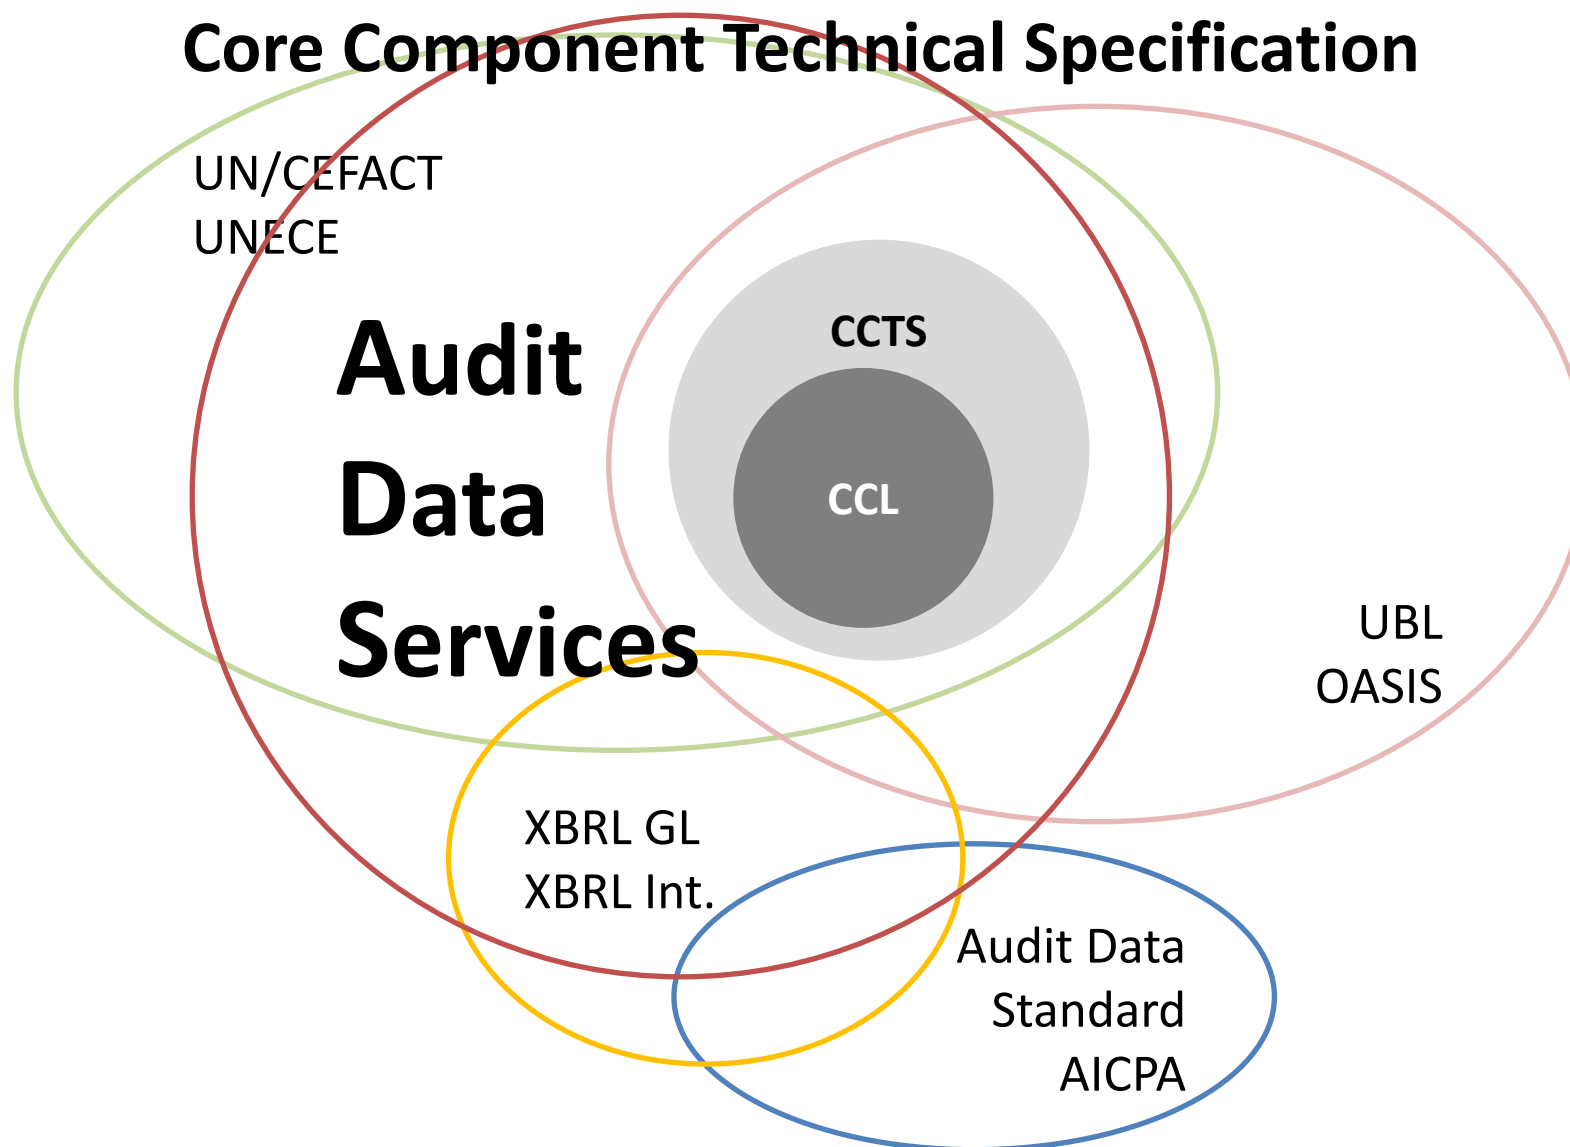 Core Component Technical Specification
UN/CEFACT
UNECE
Audit
Data
Services
CCTS
CCL
UBL
OASIS
XBRL GL
XBRL Int.
Audit Data
Standard
AICPA